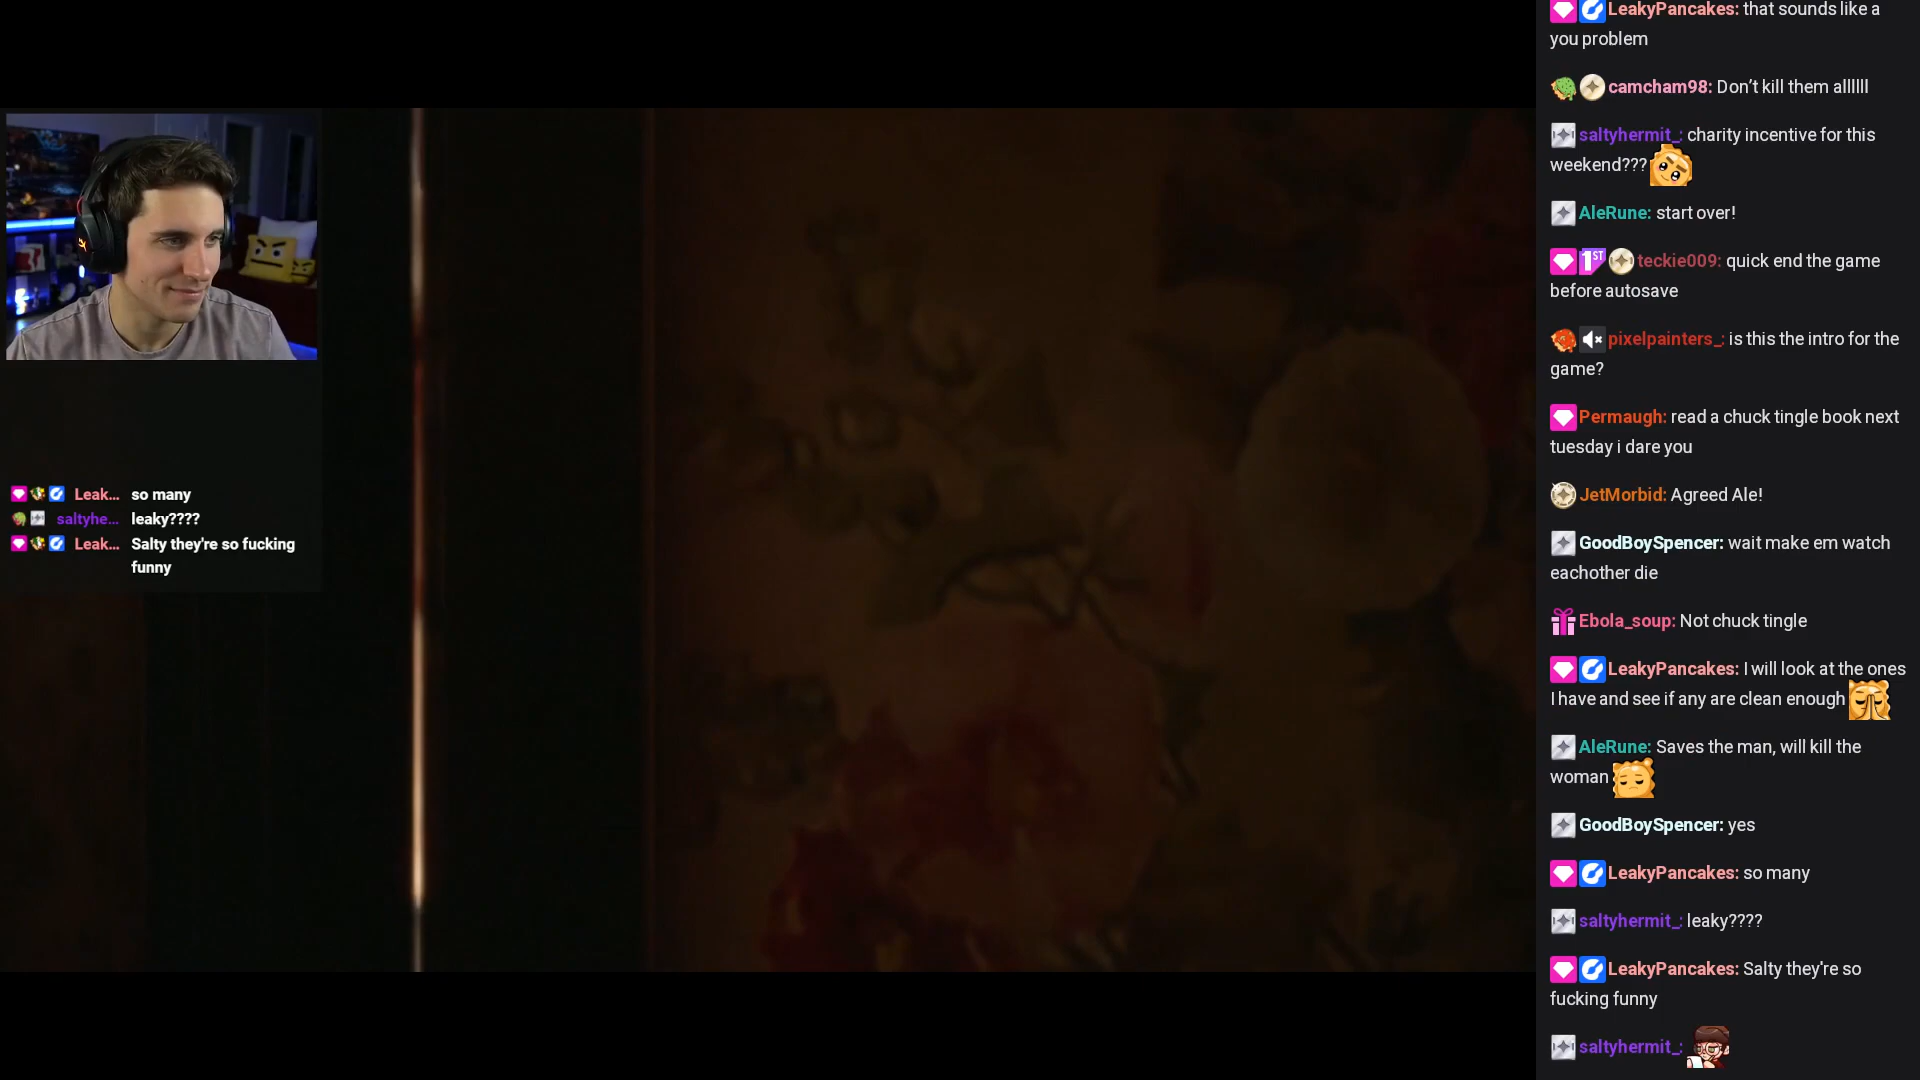 Leak... so many
saltyhe... leaky????
Leak... Salty they're so fucking
funny
LeakyPancakes: that sounds like a
you problem
camcham98: Don’t kill them allllll
saltyhermit_: charity incentive for this
weekend???
AleRune: start over!
1ST teckie009: quick end the game
before autosave
pixelpainters_: is this the intro for the
game?
Permaugh: read a chuck tingle book next
tuesday i dare you
JetMorbid: Agreed Ale!
GoodBoySpencer: wait make em watch
eachother die
Ebola_soup: Not chuck tingle
LeakyPancakes: I will look at the ones
I have and see if any are clean enough
AleRune: Saves the man, will kill the
woman
GoodBoySpencer: yes
LeakyPancakes: so many
saltyhermit_: leaky????
LeakyPancakes: Salty they're so
fucking funny
saltyhermit_: